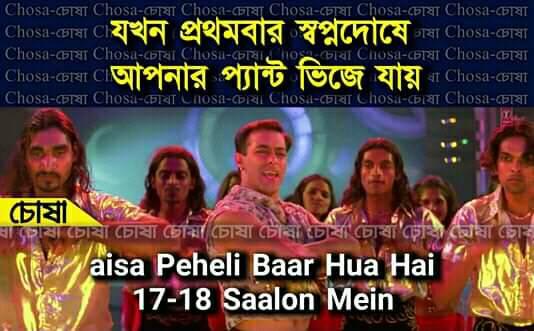 যখন প্রথমবার স্বপ্নদোষে
আপনার প্যান্ট ভিজে যায়
চোষা
aisa Peheli Baar Hua Hai
17-18 Saalon Mein